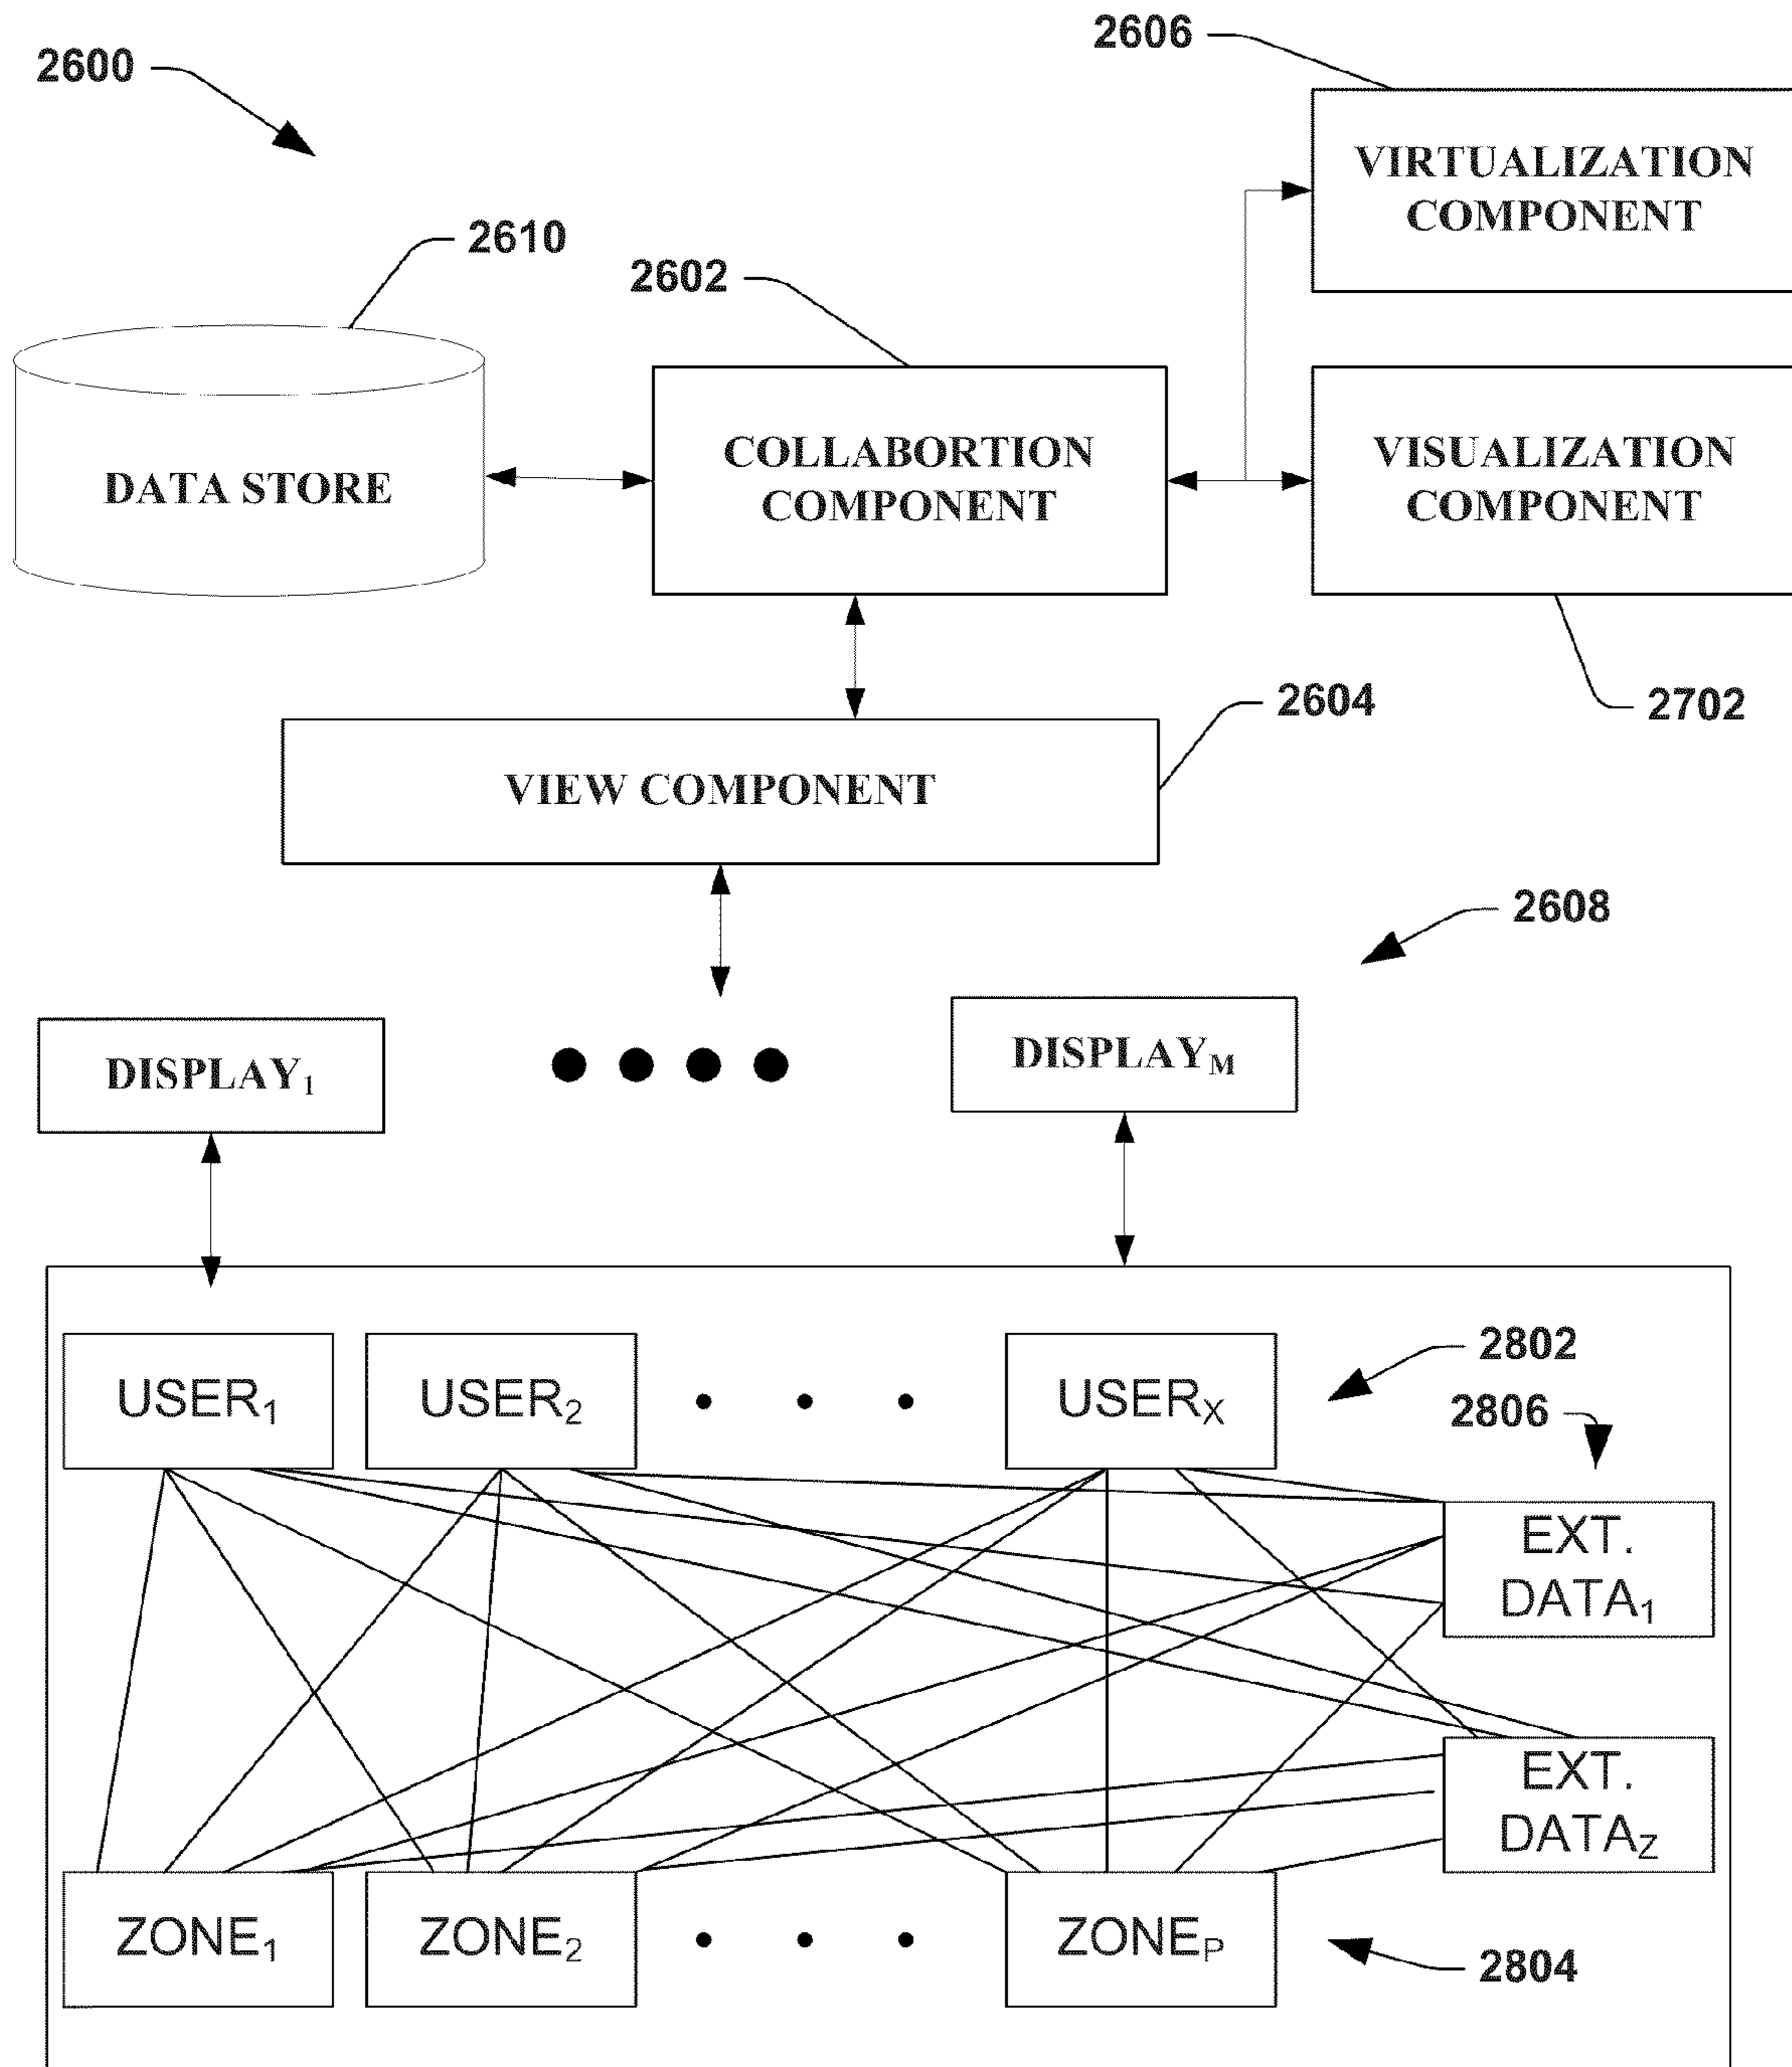 2606
2600
VIRTUALIZATION
COMPONENT
2610
2602
DATA STORE
COLLABORTION
COMPONENT
VISUALIZATION
COMPONENT
2702
2604
VIEW COMPONENT
2608
DISPLAY1
DISPLAYM
2802
USER1
USER2
USERX
2806
EXT.
DATA1
EXT.
DATAZ
ZONE1
ZONE2
ZONEP
2804